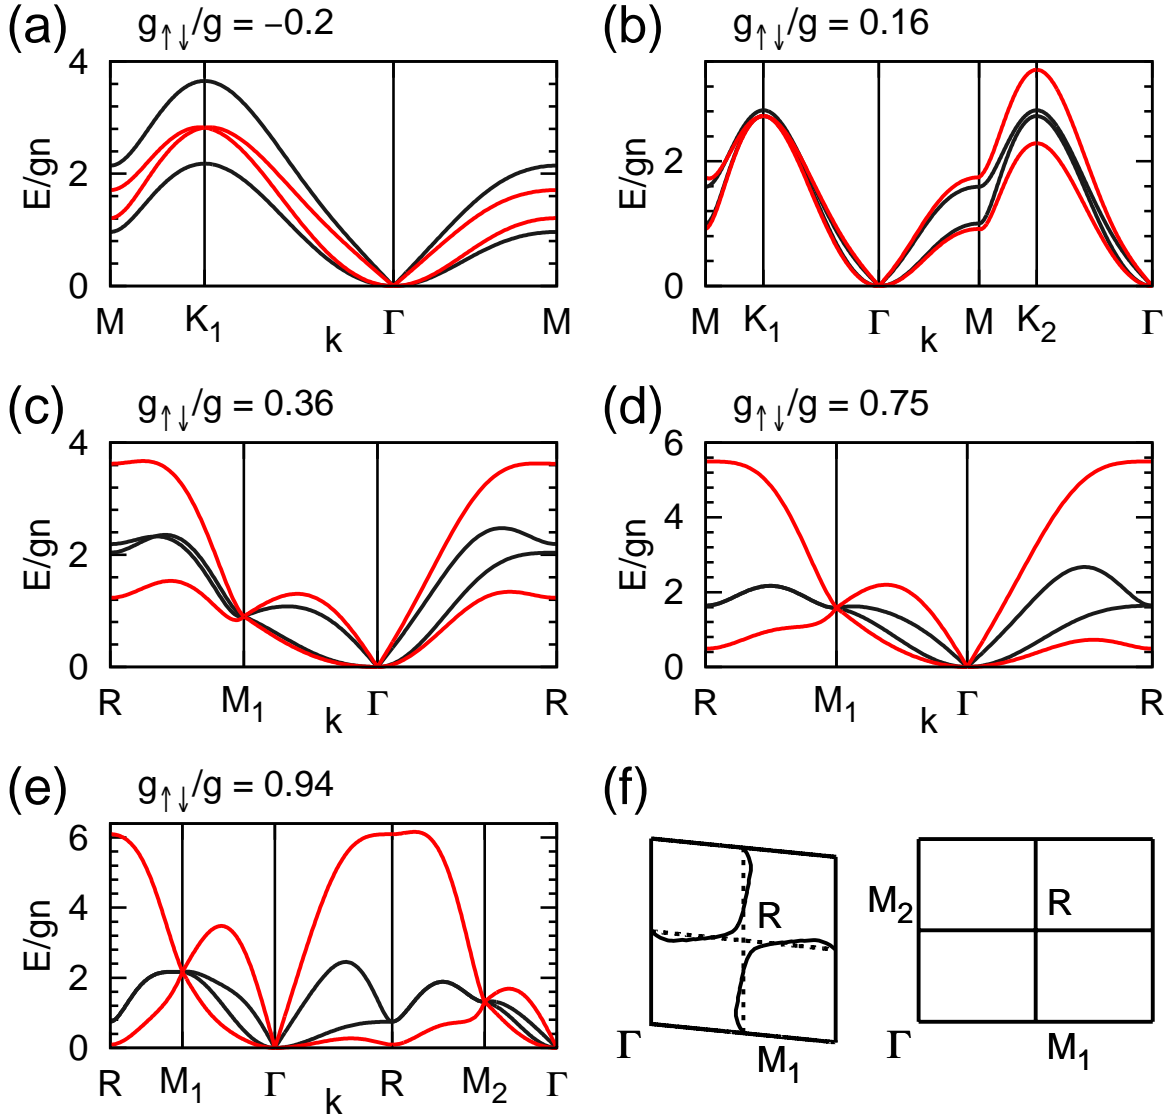 (a) g↑↓/g = −0.2
E/gn
4
2
0
M K1 k Γ M
(b) g↑↓/g = 0.16
E/gn
2
0
M K1 Γ k M K2 Γ
(c) g↑↓/g = 0.36
E/gn
4
2
0
R M1 k Γ R
(d) g↑↓/g = 0.75
E/gn
6
4
2
0
R M1 k Γ R
(e) g↑↓/g = 0.94
E/gn
6
4
2
0
R M1 Γ k R M2 Γ
(f)
R
Γ M1
M2 R
Γ M1